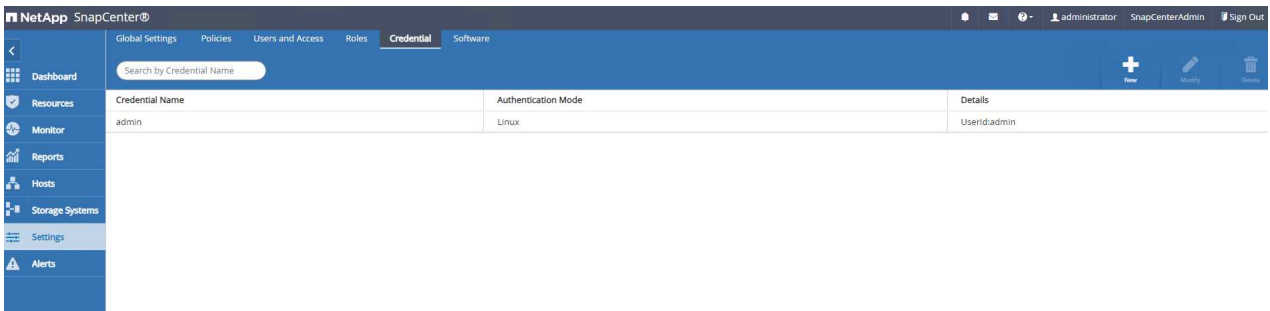 NetApp SnapCenter®
administrator SnapCenterAdmin Sign Out
Global Settings Policies Users and Access Roles Credential Software
Search by Credential Name
New Modify Delete
Dashboard
Resources
Monitor
Reports
Hosts
Storage Systems
Settings
Alerts
Credential Name Authentication Mode Details
admin Linux UserId:admin